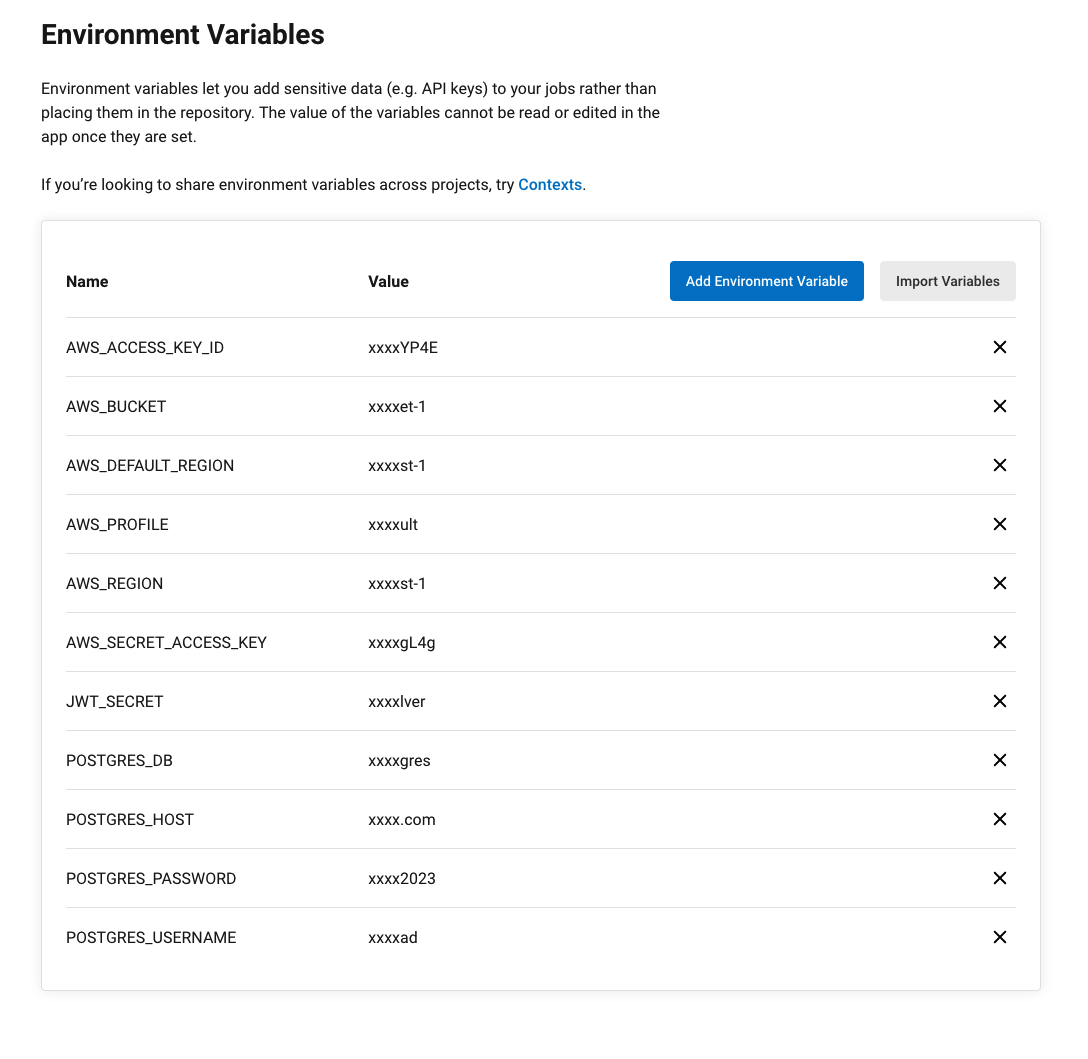 Environment Variables
Environment variables let you add sensitive data (e.g. API keys) to your jobs rather than
placing them in the repository. The value of the variables cannot be read or edited in the
app once they are set.
If you’re looking to share environment variables across projects, try Contexts.
Name Value Add Environment Variable Import Variables
AWS_ACCESS_KEY_ID xxxxYP4E
AWS_BUCKET xxxxet-1
AWS_DEFAULT_REGION xxxxst-1
AWS_PROFILE xxxxult
AWS_REGION xxxxst-1
AWS_SECRET_ACCESS_KEY xxxxgL4g
JWT_SECRET xxxxlver
POSTGRES_DB xxxxgres
POSTGRES_HOST xxxx.com
POSTGRES_PASSWORD xxxx2023
POSTGRES_USERNAME xxxxad